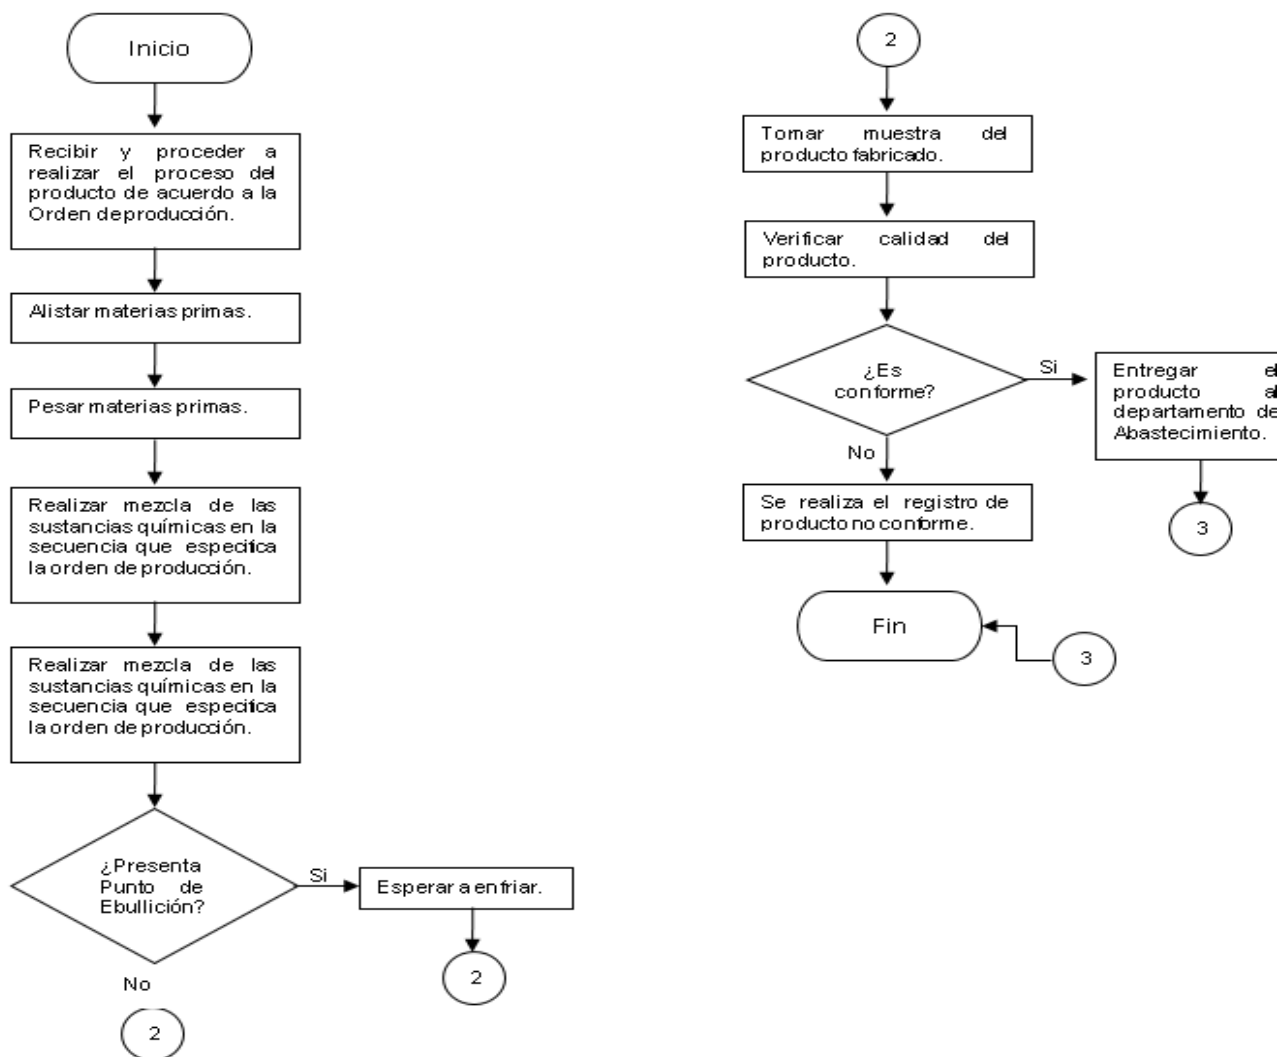 Inicio
Recibir y proceder a
realizar el proceso del
producto de acuerdo a la
Orden de producción.
Alistar materias primas.
Pesar materias primas.
Realizar mezcla de las
sustancias químicas en la
secuencia que especifica
la orden de producción.
Realizar mezcla de las
sustancias químicas en la
secuencia que especifica
la orden de producción.
¿Presenta
Punto de
Ebullición?
Si
Esperar a enfriar.
2
No
2
2
Tomar muestra del
producto fabricado.
Verificar calidad del
producto.
¿Es
conforme?
Si
Entregar el
producto al
departamento de
Abastecimiento.
3
No
Se realiza el registro de
producto no conforme.
Fin
3